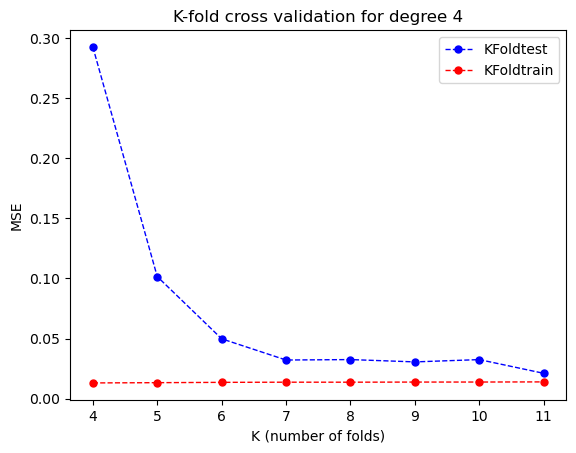 K-fold cross validation for degree 4
KFoldtest
KFoldtrain
MSE
0.30
0.25
0.20
0.15
0.10
0.05
0.00
4 5 6 7 8 9 10 11
K (number of folds)